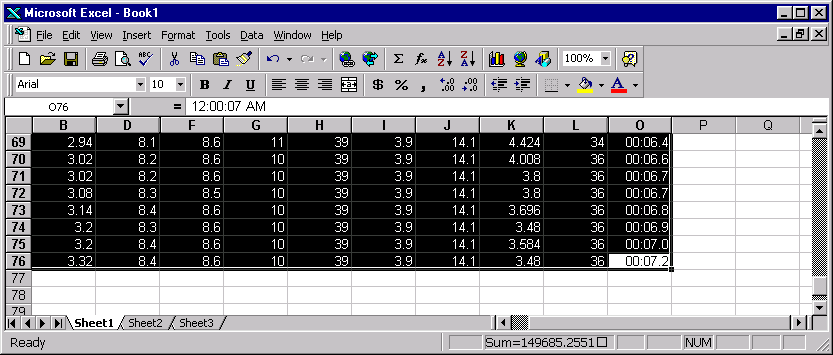 Microsoft Excel - Book1
File Edit View Insert Format Tools Data Window Help
100%
Arial 10 B I U $ % ,
O76 = 12:00:07 AM
B D F G H I J K L O P Q
69 2.94 8.1 8.6 11 39 3.9 14.1 4.424 34 00:06.4
70 3.02 8.2 8.6 10 39 3.9 14.1 4.008 36 00:06.6
71 3.02 8.2 8.6 10 39 3.9 14.1 3.8 36 00:06.7
72 3.08 8.3 8.5 10 39 3.9 14.1 3.8 36 00:06.7
73 3.14 8.4 8.6 10 39 3.9 14.1 3.696 36 00:06.8
74 3.2 8.3 8.6 10 39 3.9 14.1 3.48 36 00:06.9
75 3.2 8.4 8.6 10 39 3.9 14.1 3.584 36 00:07.0
76 3.32 8.4 8.6 10 39 3.9 14.1 3.48 36 00:07.2
77
78
79
Sheet1 Sheet2 Sheet3
Ready Sum=149685.2551 NUM